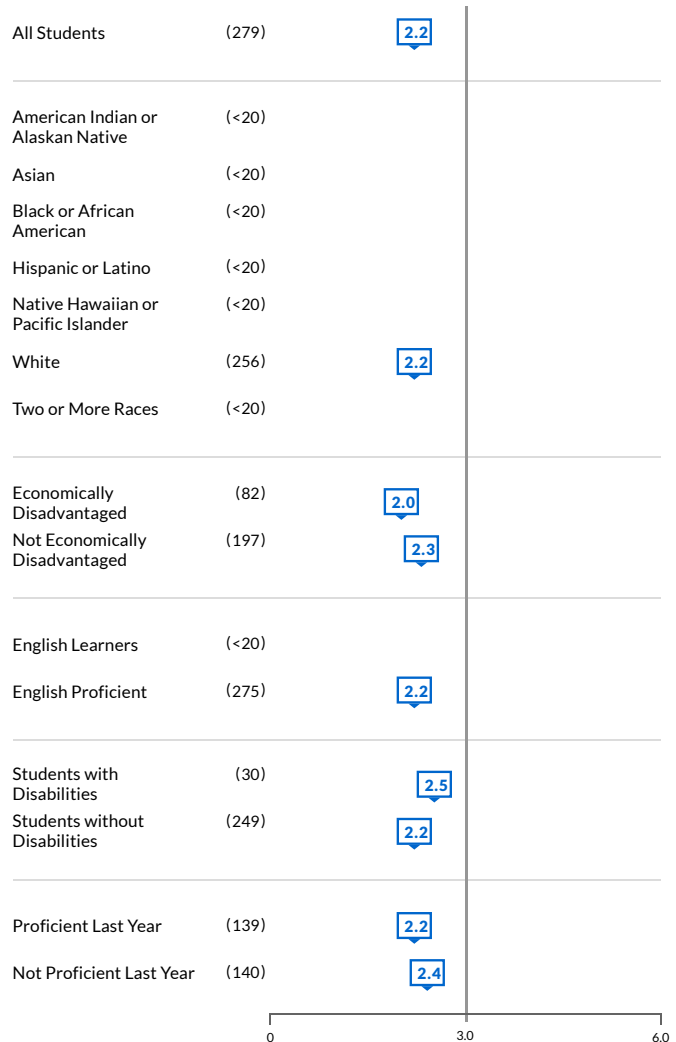 All Students (279) 2.2
American Indian or (<20)
Alaskan Native
Asian (<20)
Black or African (<20)
American
Hispanic or Latino (<20)
Native Hawaiian or (<20)
Pacific Islander
White (256) 2.2
Two or More Races (<20)
Economically (82) 2.0
Disadvantaged
Not Economically (197) 2.3
Disadvantaged
English Learners (<20)
English Proficient (275) 2.2
Students with (30) 2.5
Disabilities
Students without (249) 2.2
Disabilities
Proficient Last Year (139) 2.2
Not Proficient Last Year (140) 2.4
0 3.0 6.0